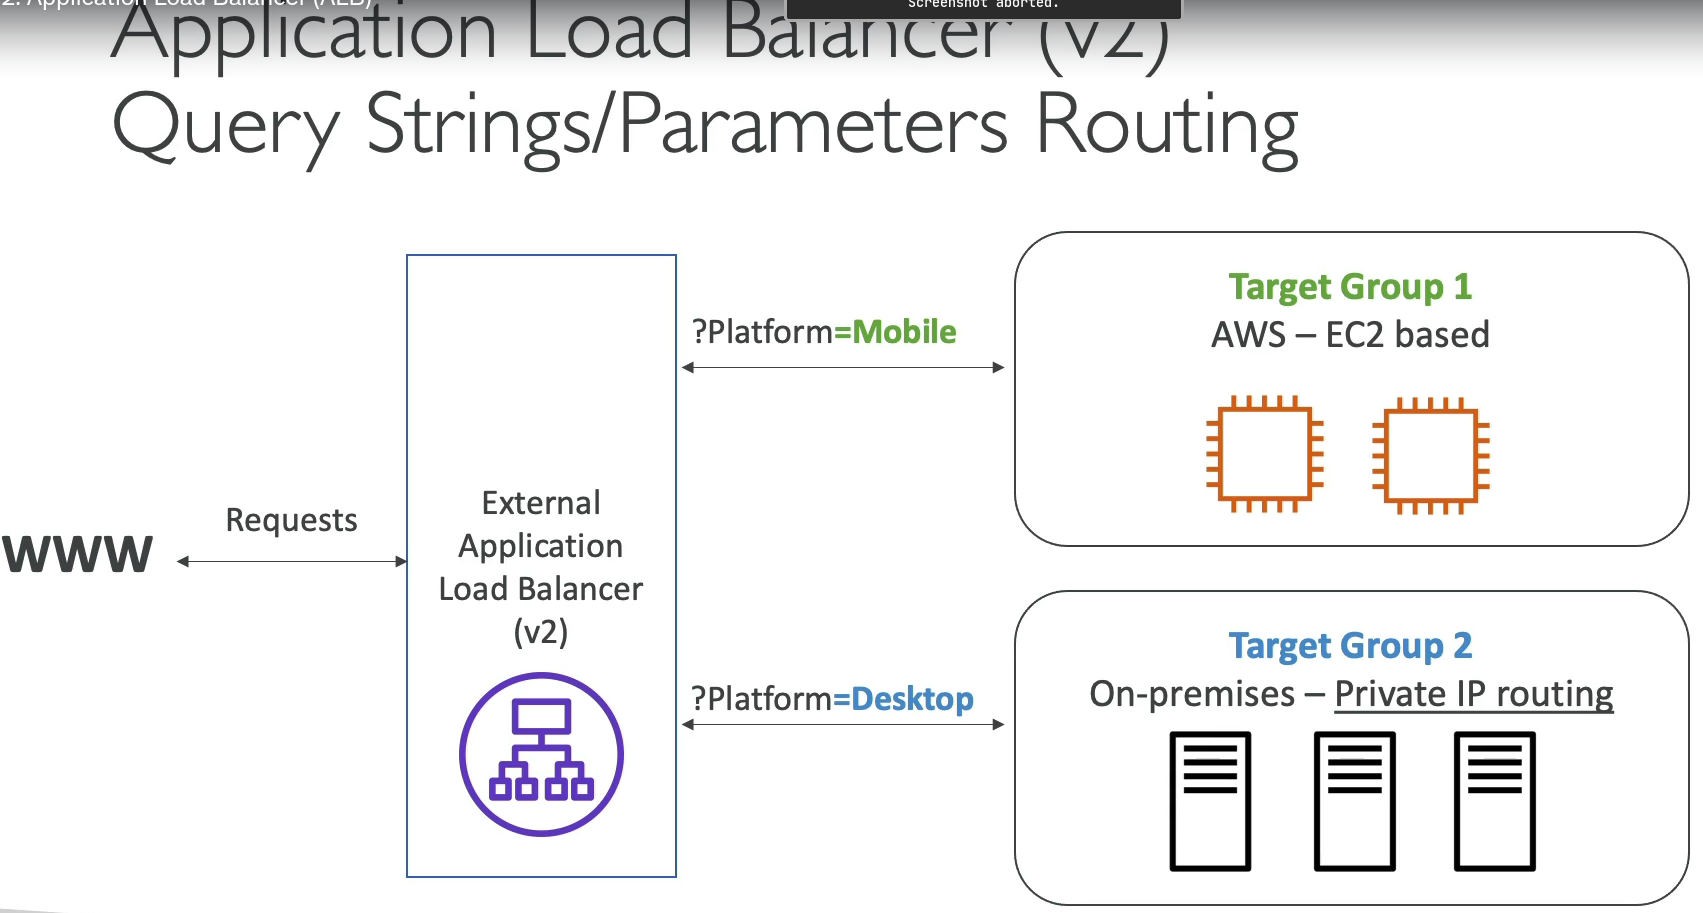 2. Application Load Balancer (ALB)
Screenshot aborted.
Application Load Balancer (v2)
Query Strings/Parameters Routing
WWW
Requests
External
Application
Load Balancer
(v2)
?Platform=Mobile
Target Group 1
AWS – EC2 based
?Platform=Desktop
Target Group 2
On-premises – Private IP routing